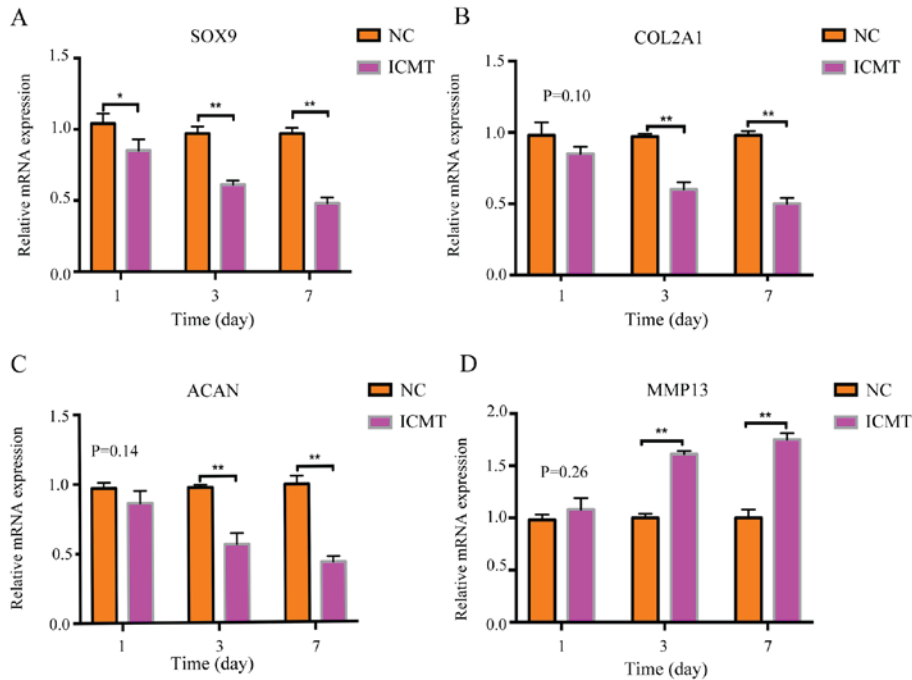 A
SOX9
NC
ICMT
Relative mRNA expression
1.5
1.0
0.5
0.0
*
**
**
1
3
7
Time (day)
B
COL2A1
NC
ICMT
Relative mRNA expression
1.5
1.0
0.5
0.0
P=0.10
**
**
1
3
7
Time (day)
C
ACAN
NC
ICMT
Relative mRNA expression
1.5
1.0
0.5
0.0
P=0.14
**
**
1
3
7
Time (day)
D
MMP13
NC
ICMT
Relative mRNA expression
2.0
1.5
1.0
0.5
0.0
P=0.26
**
**
1
3
7
Time (day)